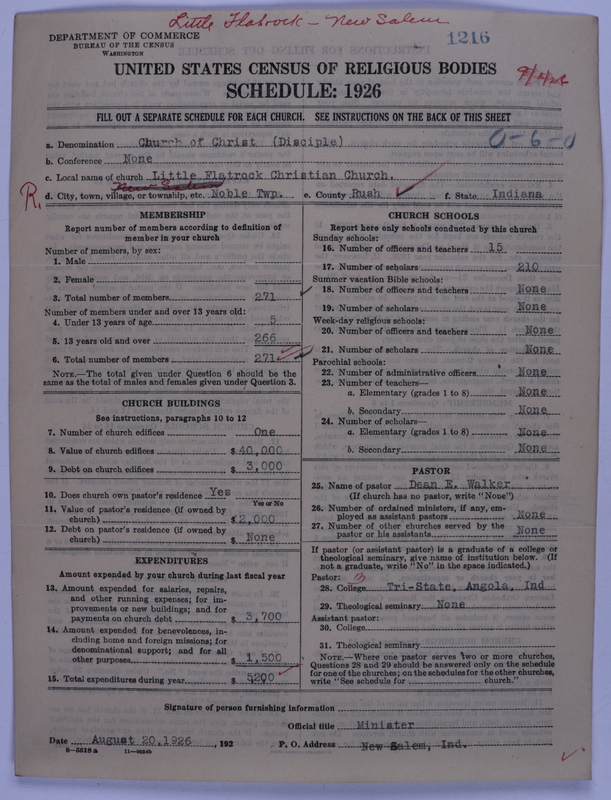 Little Flatrock - New Salem
DEPARTMENT OF COMMERCE
BUREAU OF THE CENSUS
WASHINGTON
1216
UNITED STATES CENSUS OF RELIGIOUS BODIES
SCHEDULE: 1926
FILL OUT A SEPARATE SCHEDULE FOR EACH CHURCH. SEE INSTRUCTIONS ON THE BACK OF THIS SHEET
a. Denomination Church of Christ (Disciple)
0-6-0
b. Conference None
c. Local name of church Little Flatrock Christian Church.
New Salem
R.
d. City, town, village, or township, etc. Noble Twp. e. County Rush f. State Indiana
MEMBERSHIP
Report number of members according to definition of
member in your church
Number of members, by sex:
1. Male
2. Female
3. Total number of members 271
Number of members under and over 13 years old:
4. Under 13 years of age 5
5. 13 years old and over 266
6. Total number of members 271
NOTE.—The total given under Question 6 should be the
same as the total of males and females given under Question 3.
CHURCH BUILDINGS
See instructions, paragraphs 10 to 12
7. Number of church edifices One
8. Value of church edifices $ 40,000
9. Debt on church edifices $ 3,000
10. Does church own pastor's residence Yes
Yes or No
11. Value of pastor's residence (if owned by
church) $ 2,000
12. Debt on pastor's residence (if owned by
church) $ None
EXPENDITURES
Amount expended by your church during last fiscal year
13. Amount expended for salaries, repairs,
and other running expenses; for im-
provements or new buildings; and for
payments on church debt $ 3,700
14. Amount expended for benevolences, in-
cluding home and foreign missions; for
denominational support; and for all
other purposes $ 1,500
15. Total expenditures during year $ 5200
CHURCH SCHOOLS
Report here only schools conducted by this church
Sunday schools:
16. Number of officers and teachers 15
17. Number of scholars 210
Summer vacation Bible schools:
18. Number of officers and teachers None
19. Number of scholars None
Week-day religious schools:
20. Number of officers and teachers None
21. Number of scholars None
Parochial schools:
22. Number of administrative officers None
23. Number of teachers—
a. Elementary (grades 1 to 8) None
b. Secondary None
24. Number of scholars—
a. Elementary (grades 1 to 8) None
b. Secondary None
PASTOR
25. Name of pastor Dean E. Walker
(If church has no pastor, write "None")
26. Number of ordained ministers, if any, em-
ployed as assistant pastors None
27. Number of other churches served by the
pastor or his assistants None
If pastor (or assistant pastor) is a graduate of a college or
theological seminary, give name of institution below. (If
not a graduate, write "No" in the space indicated.)
Pastor: 3
28. College Tri-State, Angola, Ind
29. Theological seminary None
Assistant pastor:
30. College
31. Theological seminary
NOTE.—Where one pastor serves two or more churches,
Questions 28 and 29 should be answered only on the schedule
for one of the churches; on the schedules for the other churches,
write "See schedule for church."
Signature of person furnishing information
Official title Minister
Date August 20, 1926 , 192 P. O. Address New Salem, Ind.